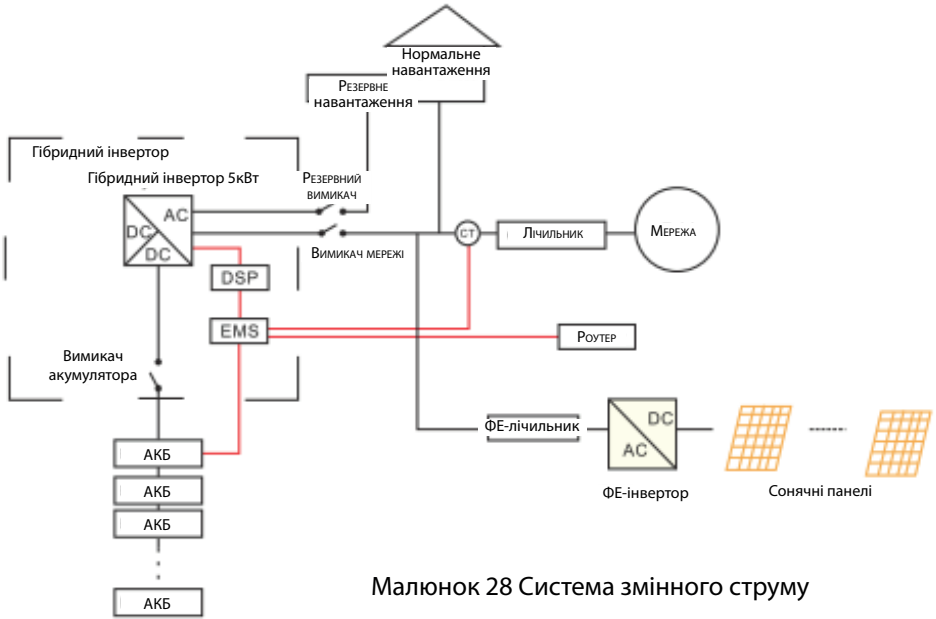 Нормальне
навантаження
Резервне
навантаження
Гібридний інвертор
Гібридний інвертор 5кВт
Резервний
вимикач
AC
DC
DC
CT
Лічильник
Мережа
Вимикач мережі
DSP
EMS
Роутер
Вимикач
акумулятора
ФЕ-лічильник
DC
AC
АКБ
АКБ
АКБ
АКБ
ФЕ-інвертор
Сонячні панелі
Малюнок 28 Система змінного струму